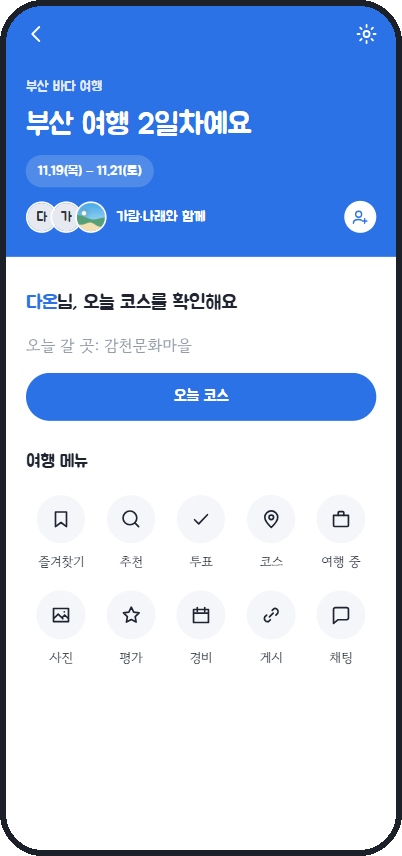 부산 바다 여행
부산 여행 2일차예요
11.19(목) – 11.21(토)
다 가 가람·나래와 함께
다온님, 오늘 코스를 확인해요
오늘 갈 곳: 감천문화마을
오늘 코스
여행 메뉴
즐겨찾기 추천 투표 코스 여행 중
사진 평가 경비 게시 채팅